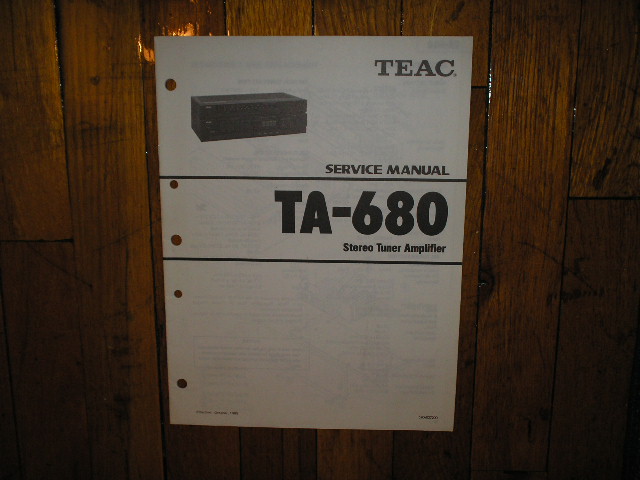 TEAC
SERVICE MANUAL
TA-680
Stereo Tuner Amplifier